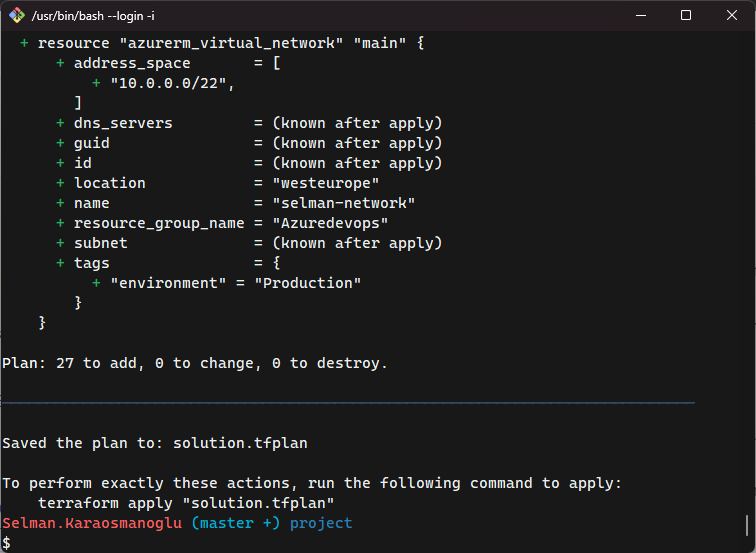 /usr/bin/bash --login -i
+ resource "azurerm_virtual_network" "main" {
+ address_space = [
+ "10.0.0.0/22",
]
+ dns_servers = (known after apply)
+ guid = (known after apply)
+ id = (known after apply)
+ location = "westeurope"
+ name = "selman-network"
+ resource_group_name = "Azuredevops"
+ subnet = (known after apply)
+ tags = {
+ "environment" = "Production"
}
}
Plan: 27 to add, 0 to change, 0 to destroy.
Saved the plan to: solution.tfplan
To perform exactly these actions, run the following command to apply:
terraform apply "solution.tfplan"
Selman.Karaosmanoglu (master +) project
$